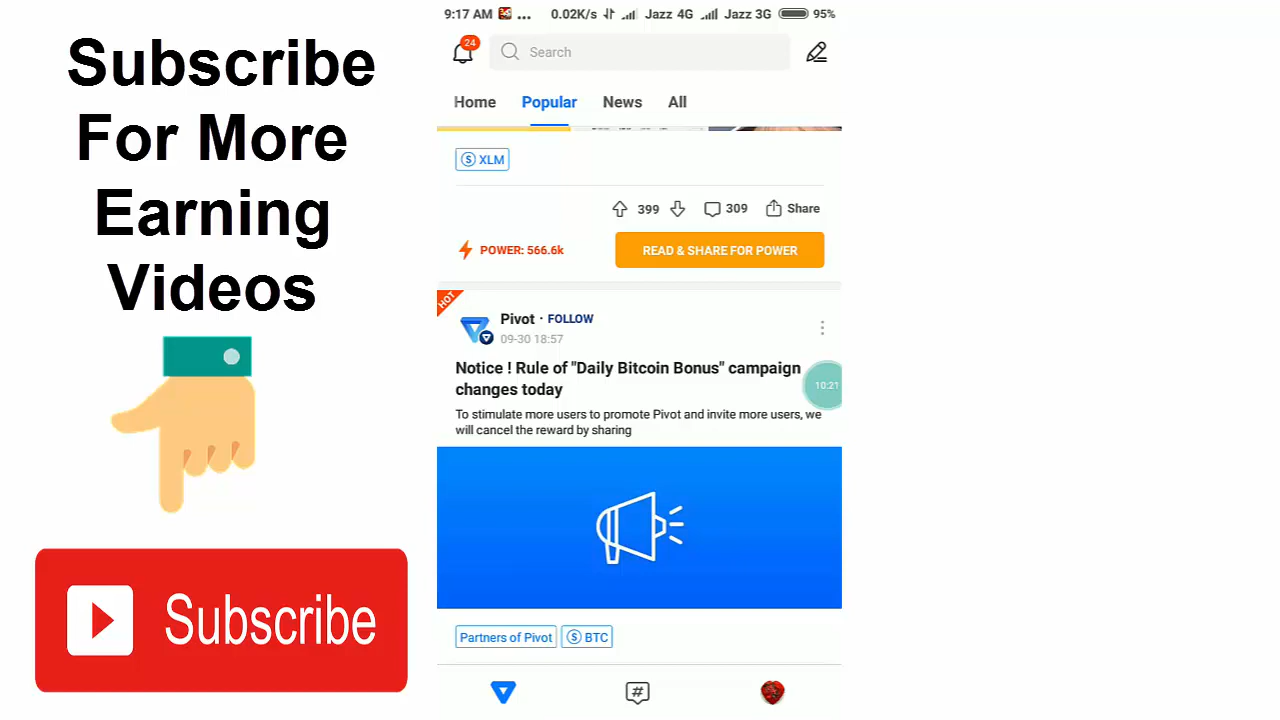 Subscribe
For More
Earning
Videos
Subscribe
9:17 AM ... 0.02K/s Jazz 4G Jazz 3G 95%
24
Search
Home Popular News All
XLM
399 309 Share
POWER: 566.6k READ & SHARE FOR POWER
HOT
Pivot · FOLLOW
09-30 18:57
Notice ! Rule of "Daily Bitcoin Bonus" campaign
changes today
10:21
To stimulate more users to promote Pivot and invite more users, we
will cancel the reward by sharing
Partners of Pivot BTC
#